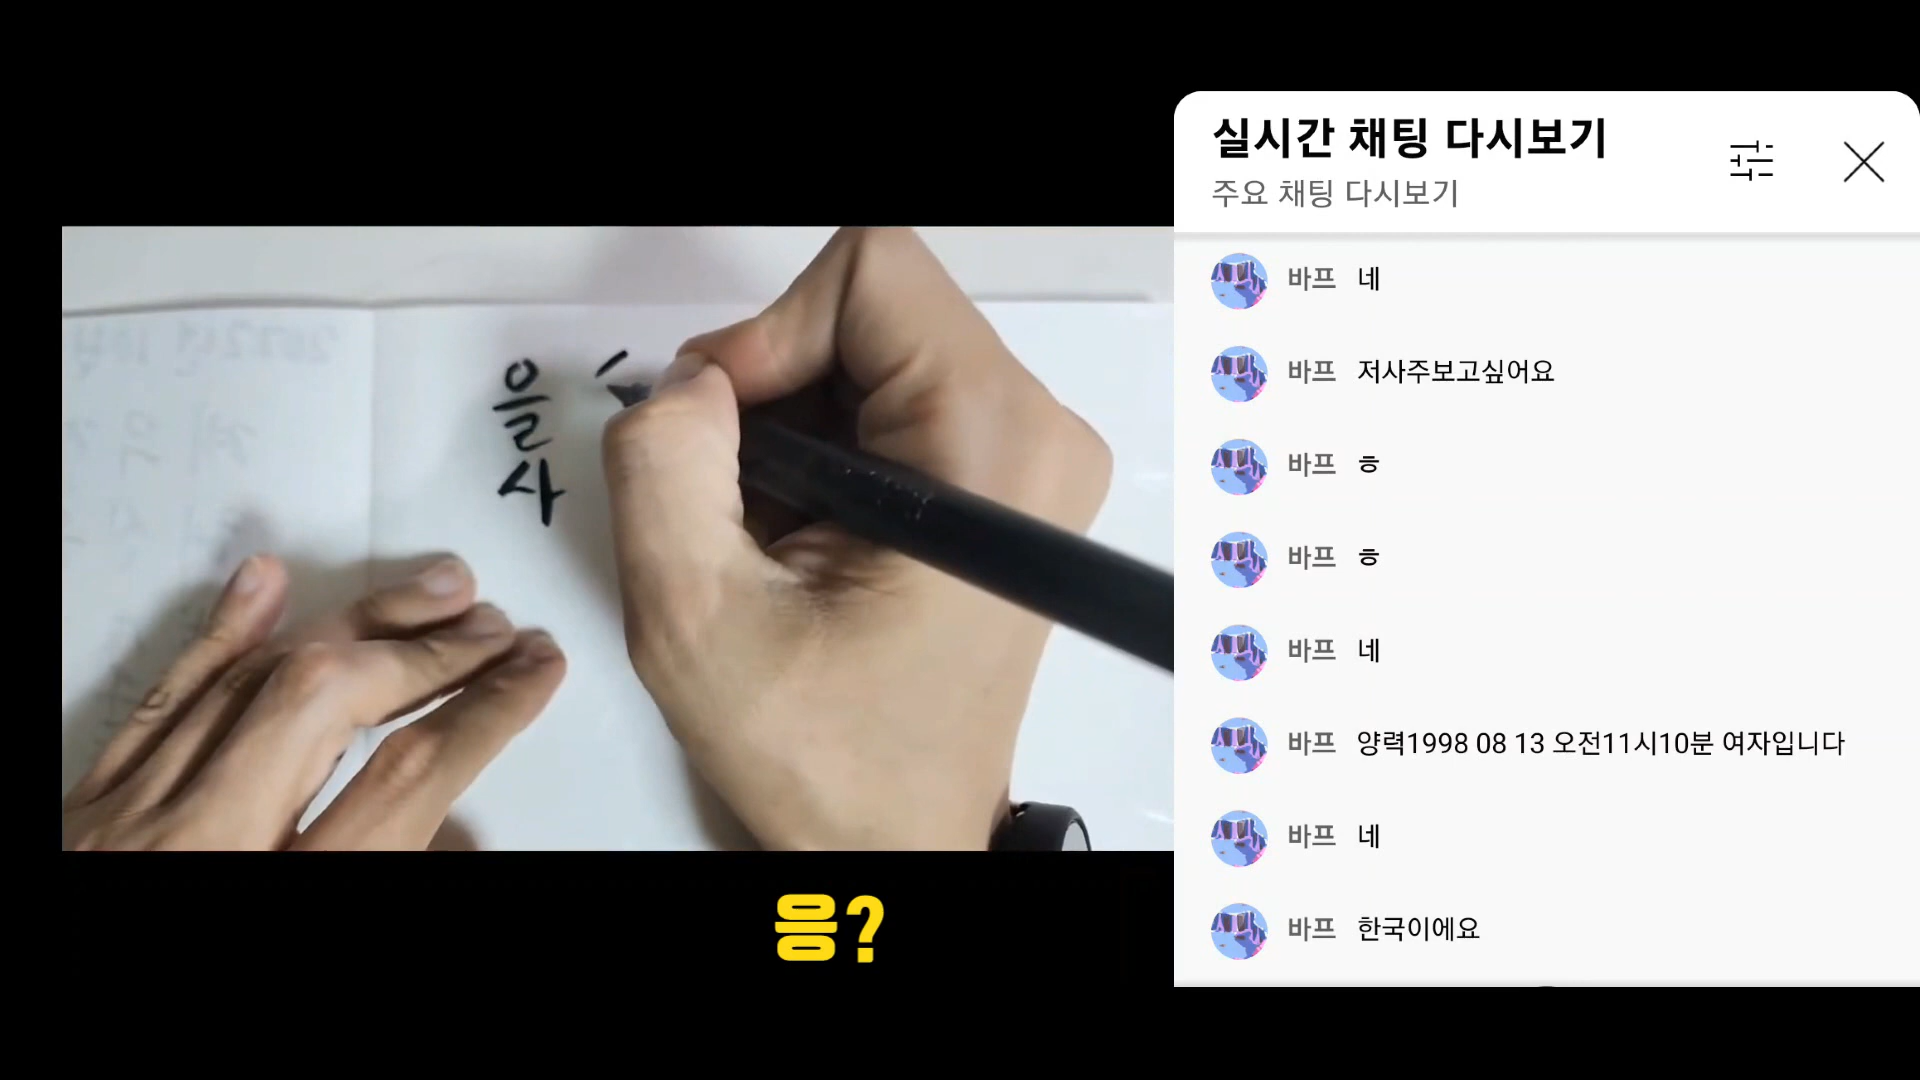 실시간 채팅 다시보기
주요 채팅 다시보기
바프 네
바프 저사주보고싶어요
바프 ㅎ
바프 ㅎ
바프 네
바프 양력1998 08 13 오전11시10분 여자입니다
바프 네
바프 한국이에요
을
사
응?